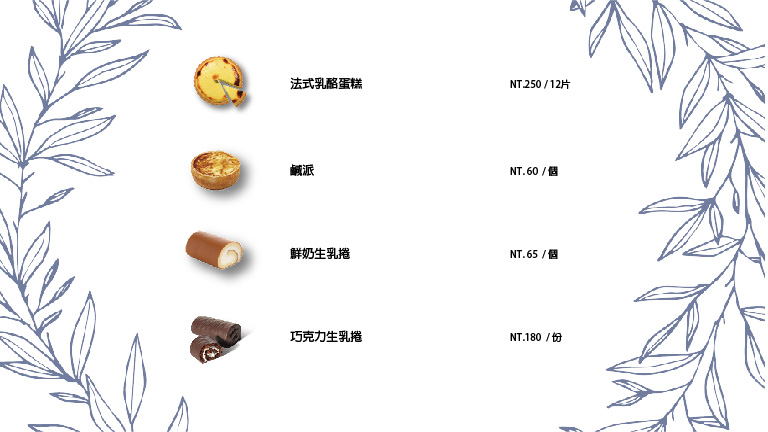 法式乳酪蛋糕 NT.250 / 12片
鹹派 NT. 60 / 個
鮮奶生乳捲 NT. 65 / 個
巧克力生乳捲 NT.180 / 份